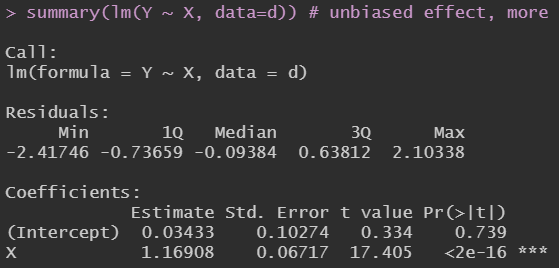 > summary(lm(Y ~ X, data=d)) # unbiased effect, more
Call:
lm(formula = Y ~ X, data = d)
Residuals:
     Min       1Q   Median       3Q      Max
-2.41746 -0.73659 -0.09384  0.63812  2.10338
Coefficients:
            Estimate Std. Error t value Pr(>|t|)
(Intercept)  0.03433    0.10274   0.334    0.739
X            1.16908    0.06717  17.405   <2e-16 ***